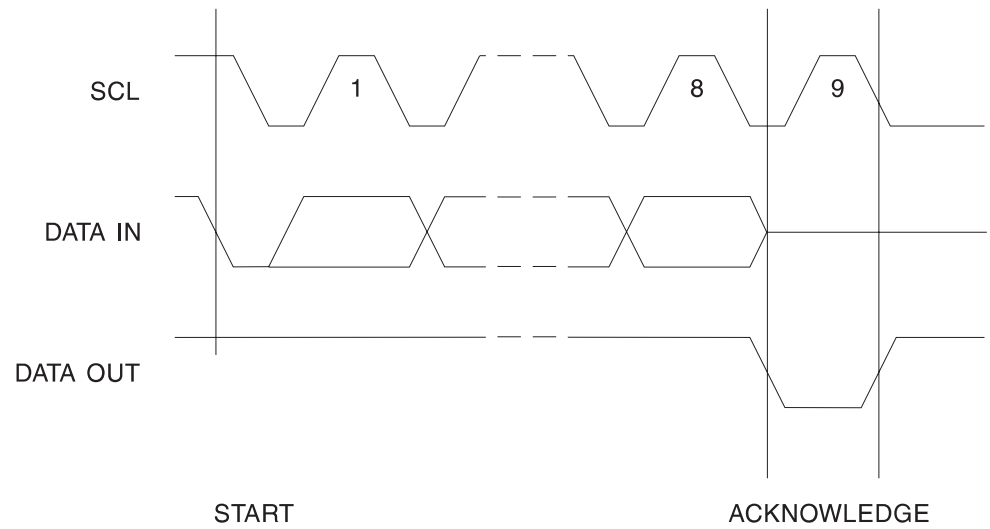 SCL
1
8
9
DATA IN
DATA OUT
START
ACKNOWLEDGE